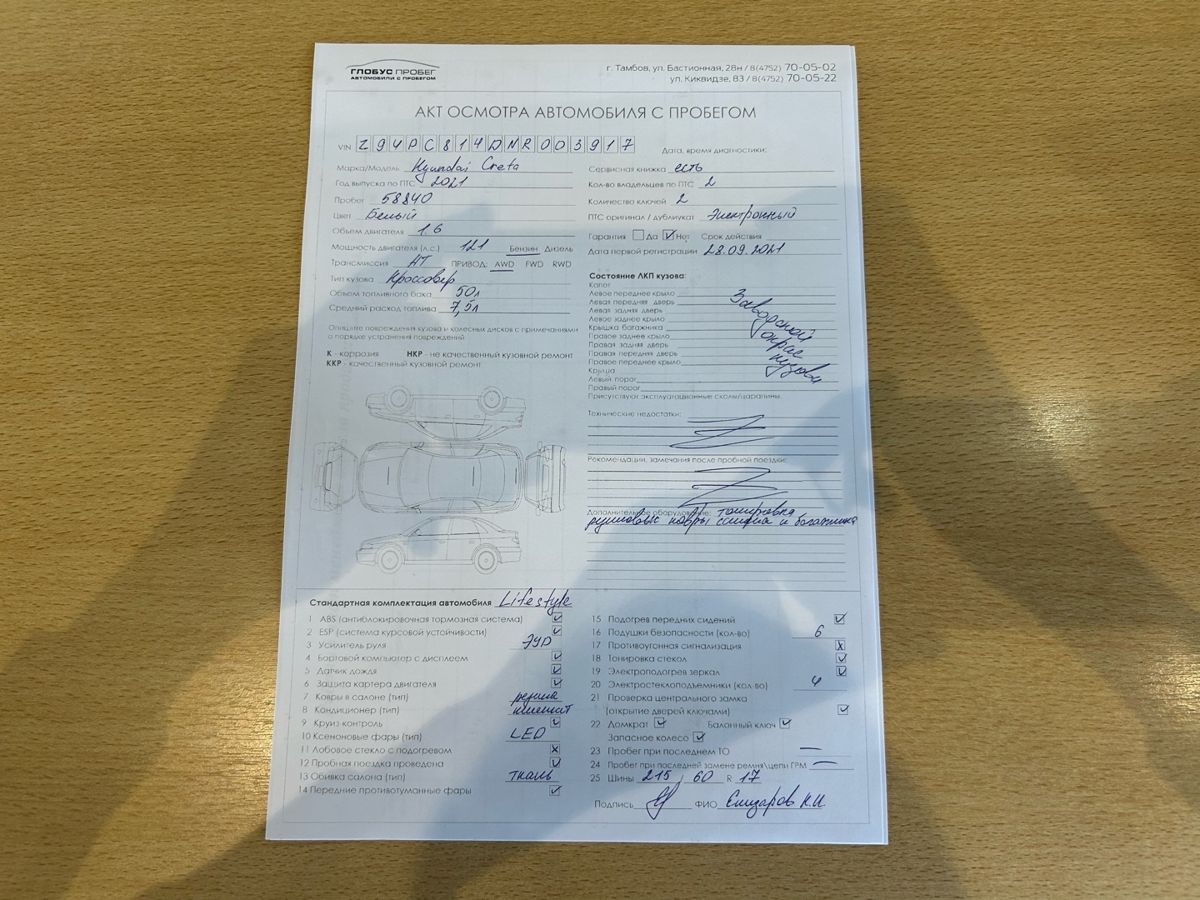 ГЛОБУС ПРОБЕГ
АВТОМОБИЛИ С ПРОБЕГОМ
г. Тамбов, ул. Бастионная, 28н / 8(4752) 70-05-02
ул. Киквидзе, 83 / 8(4752) 70-05-22
АКТ ОСМОТРА АВТОМОБИЛЯ С ПРОБЕГОМ
VIN Z94PC814DNR003917
Дата, время диагностики:
Марка/Модель Hyundai Creta
Год выпуска по ПТС 2021
Пробег 58840
Цвет Белый
Объем двигателя 1.6
Мощность двигателя (л.с.) 121 Бензин Дизель
Трансмиссия АТ ПРИВОД: AWD FWD RWD
Тип кузова Кроссовер
Объем топливного бака 50л
Средний расход топлива 7,5л
Опишите повреждения кузова и колесных дисков с примечаниями
о порядке устранения повреждений
К - коррозия НКР - не качественный кузовной ремонт
ККР - качественный кузовной ремонт
Сервисная книжка есть
Кол-во владельцев по ПТС 2
Количество ключей 2
ПТС оригинал / дубликат Электронный
Гарантия Да Нет Срок действия
Дата первой регистрации 28.09.2021
Состояние ЛКП кузова:
Капот
Левое переднее крыло
Левая передняя дверь
Левая задняя дверь
Левое заднее крыло
Крышка багажника
Правое заднее крыло
Правая задняя дверь
Правая передняя дверь
Правое переднее крыло
Крыша
Левый порог
Правый порог
Заводской
окрас
кузова
Присутствуют эксплуатационные сколы/царапины.
Технические недостатки:
Рекомендации, замечания после пробной поездки:
Дополнительное оборудование: тонировка
ковры салона и багажника
Стандартная комплектация автомобиля Lifestyle
1 ABS (антиблокировочная тормозная система)
2 ESP (система курсовой устойчивости)
3 Усилитель руля ЭУР
4 Бортовой компьютер с дисплеем
5 Датчик дождя
6 Защита картера двигателя
7 Ковры в салоне (тип) резина
8 Кондиционер (тип) климат
9 Круиз-контроль
10 Ксеноновые фары (тип) LED
11 Лобовое стекло с подогревом
12 Пробная поездка проведена
13 Обивка салона (тип) ткань
14 Передние противотуманные фары
15 Подогрев передних сидений
16 Подушки безопасности (кол-во) 6
17 Противоугонная сигнализация
18 Тонировка стекол
19 Электроподогрев зеркал
20 Электростеклоподъемники (кол-во) 4
21 Проверка центрального замка
(открытие дверей ключами)
22 Домкрат Балонный ключ
Запасное колесо
23 Пробег при последнем ТО —
24 Пробег при последней замене ремня\цепи ГРМ —
25 Шины 215 / 60 R 17
Подпись ФИО